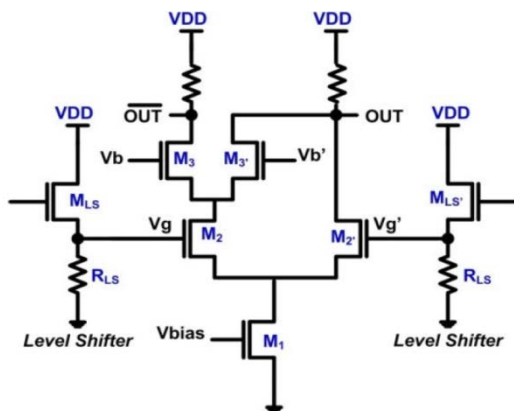 VDD VDD
OUT OUT
VDD VDD
Vb M3 M3' Vb'
MLS MLS'
Vg M2 M2' Vg'
RLS RLS
Level Shifter Vbias M1 Level Shifter